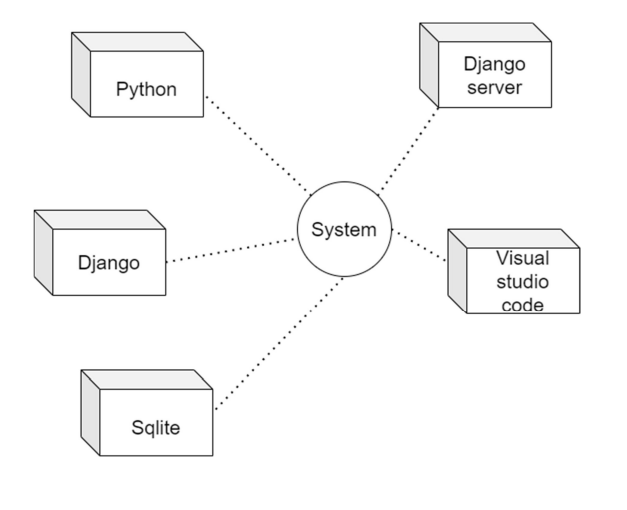 Python
Django
server
System
Django
Visual
studio
code
Sqlite